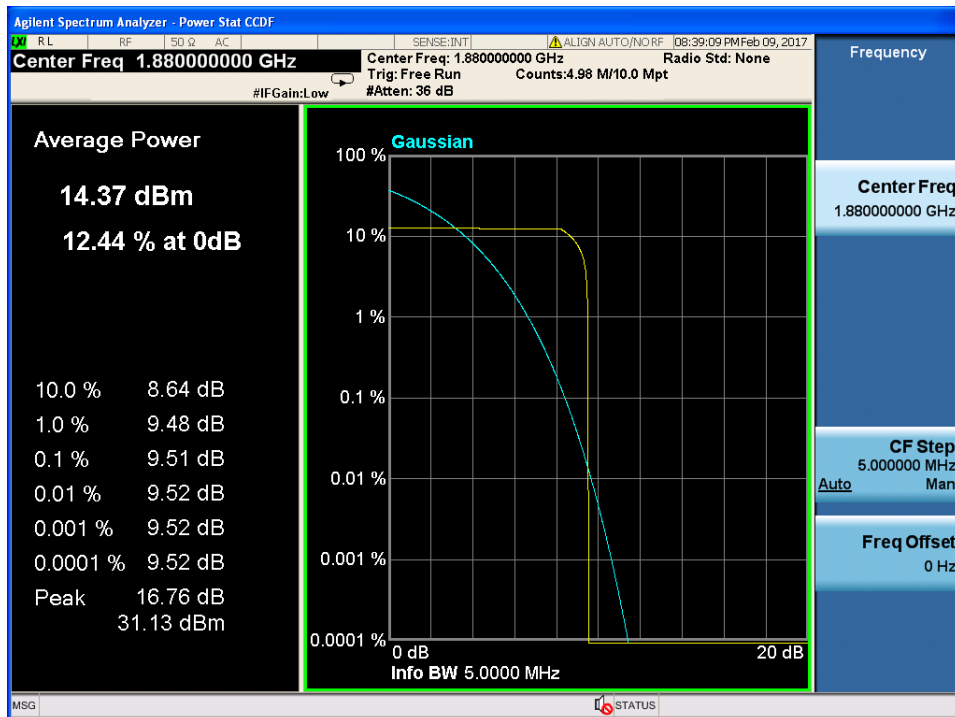 Agilent Spectrum Analyzer - Power Stat CCDF
LXI RL RF 50 Ω AC SENSE:INT ALIGN AUTO/NO RF 08:39:09 PM Feb 09, 2017
Center Freq 1.880000000 GHz
#IFGain:Low
Center Freq: 1.880000000 GHz Radio Std: None
Trig: Free Run Counts:4.98 M/10.0 Mpt
#Atten: 36 dB
Average Power
14.37 dBm
12.44 % at 0dB
10.0 % 8.64 dB
1.0 % 9.48 dB
0.1 % 9.51 dB
0.01 % 9.52 dB
0.001 % 9.52 dB
0.0001 % 9.52 dB
Peak 16.76 dB
31.13 dBm
Gaussian
100 %
10 %
1 %
0.1 %
0.01 %
0.001 %
0.0001 %
0 dB 20 dB
Info BW 5.0000 MHz
Frequency
Center Freq
1.880000000 GHz
CF Step
5.000000 MHz
Auto Man
Freq Offset
0 Hz
MSG STATUS